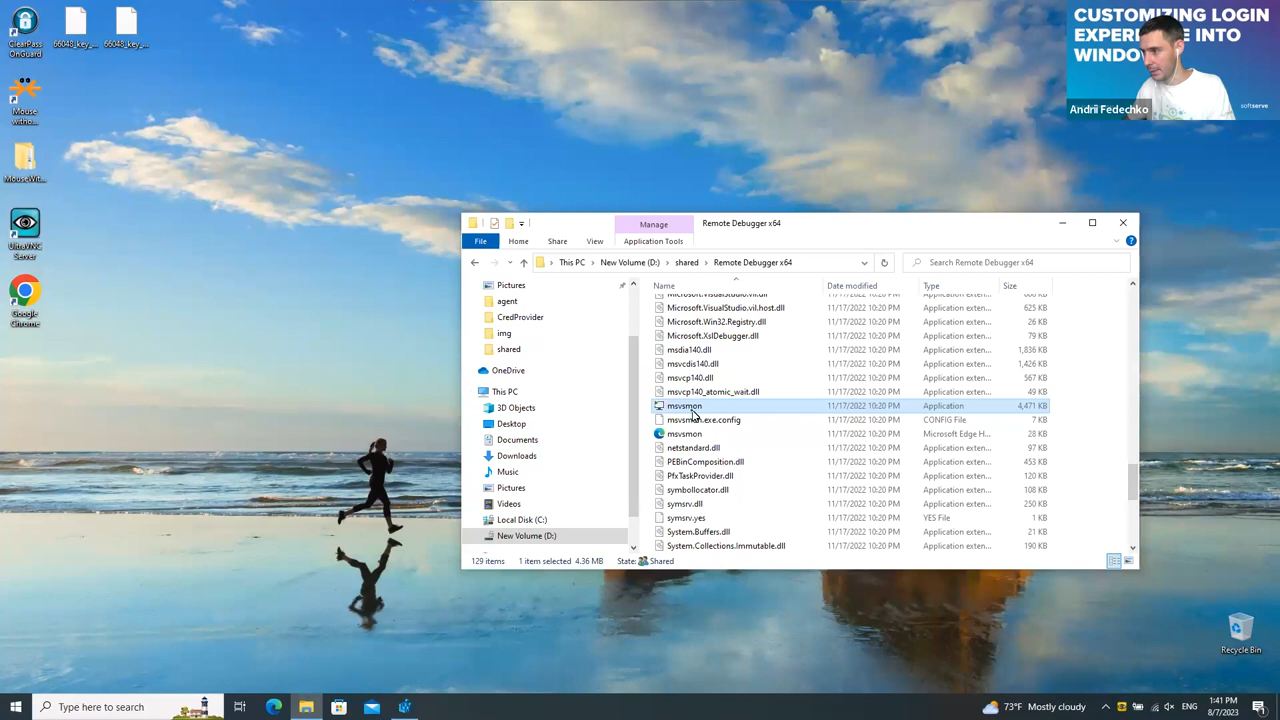 ClearPass
OnGuard
66048_key_...
66048_key_...
Mouse
witho...
MouseWit...
UltraVNC
Server
Google
Chrome
CUSTOMIZING LOGIN
INTO
Andrii Fedechko
softserve
Manage
Remote Debugger x64
File
Home
Share
View
Application Tools
This PC
New Volume (D:)
shared
Remote Debugger x64
Search Remote Debugger x64
Pictures
agent
CredProvider
img
shared
OneDrive
This PC
3D Objects
Desktop
Documents
Downloads
Music
Pictures
Videos
Local Disk (C:)
New Volume (D:)
Name Date modified Type Size
Microsoft.VisualStudio.vil.dll 11/17/2022 10:20 PM Application exten...
Microsoft.VisualStudio.vil.host.dll 11/17/2022 10:20 PM Application exten... 625 KB
Microsoft.Win32.Registry.dll 11/17/2022 10:20 PM Application exten... 26 KB
Microsoft.XslDebugger.dll 11/17/2022 10:20 PM Application exten... 79 KB
msdia140.dll 11/17/2022 10:20 PM Application exten... 1,836 KB
msvcdis140.dll 11/17/2022 10:20 PM Application exten... 1,426 KB
msvcp140.dll 11/17/2022 10:20 PM Application exten... 567 KB
msvcp140_atomic_wait.dll 11/17/2022 10:20 PM Application exten... 49 KB
msvsmon 11/17/2022 10:20 PM Application 4,471 KB
msvsmon.exe.config 11/17/2022 10:20 PM CONFIG File 7 KB
msvsmon 11/17/2022 10:20 PM Microsoft Edge H... 28 KB
netstandard.dll 11/17/2022 10:20 PM Application exten... 97 KB
PEBinComposition.dll 11/17/2022 10:20 PM Application exten... 453 KB
PfxTaskProvider.dll 11/17/2022 10:20 PM Application exten... 120 KB
symbollocator.dll 11/17/2022 10:20 PM Application exten... 108 KB
symsrv.dll 11/17/2022 10:20 PM Application exten... 250 KB
symsrv.yes 11/17/2022 10:20 PM YES File 1 KB
System.Buffers.dll 11/17/2022 10:20 PM Application exten... 21 KB
System.Collections.Immutable.dll 11/17/2022 10:20 PM Application exten... 190 KB
129 items 1 item selected 4.36 MB State: Shared
Recycle Bin
Type here to search
73°F Mostly cloudy
ENG
1:41 PM
8/7/2023